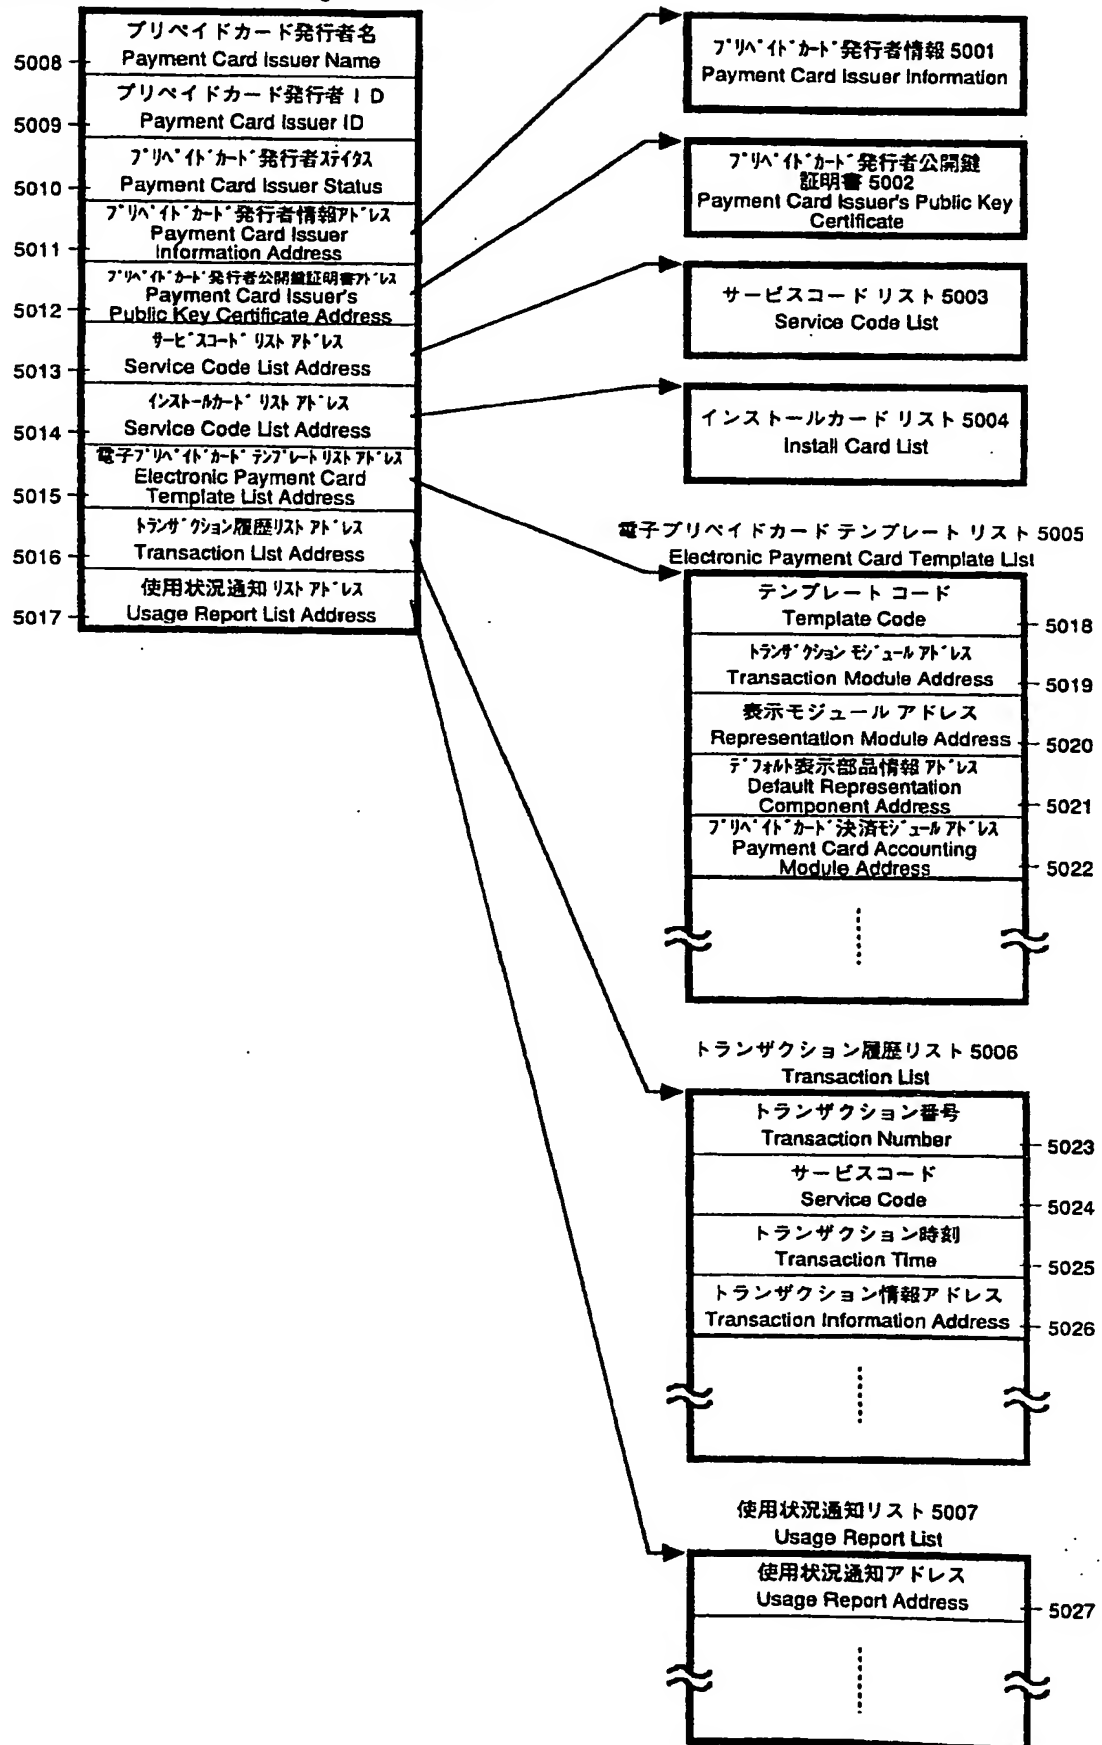 プリペイドカード発行者名
Payment Card Issuer Name
5008
プリペイドカード発行者ID
Payment Card Issuer ID
5009
プリペイドカード発行者ステイタス
Payment Card Issuer Status
5010
プリペイドカード発行者情報アドレス
Payment Card Issuer
Information Address
5011
プリペイドカード発行者公開鍵証明書アドレス
Payment Card Issuer's
Public Key Certificate Address
5012
サービスコード リスト アドレス
Service Code List Address
5013
インストールカード リスト アドレス
Service Code List Address
5014
電子プリペイドカード テンプレート リスト アドレス
Electronic Payment Card
Template List Address
5015
トランザクション履歴リスト アドレス
Transaction List Address
5016
使用状況通知 リスト アドレス
Usage Report List Address
5017
プリペイドカード発行者情報 5001
Payment Card Issuer Information
プリペイドカード発行者公開鍵
証明書 5002
Payment Card Issuer's Public Key
Certificate
サービスコード リスト 5003
Service Code List
インストールカード リスト 5004
Install Card List
電子プリペイドカード テンプレート リスト 5005
Electronic Payment Card Template List
テンプレート コード
Template Code
5018
トランザクション モジュール アドレス
Transaction Module Address
5019
表示モジュール アドレス
Representation Module Address
5020
デフォルト表示部品情報 アドレス
Default Representation
Component Address
5021
プリペイドカード決済モジュール アドレス
Payment Card Accounting
Module Address
5022
トランザクション履歴リスト 5006
Transaction List
トランザクション番号
Transaction Number
5023
サービスコード
Service Code
5024
トランザクション時刻
Transaction Time
5025
トランザクション情報アドレス
Transaction Information Address
5026
使用状況通知リスト 5007
Usage Report List
使用状況通知アドレス
Usage Report Address
5027